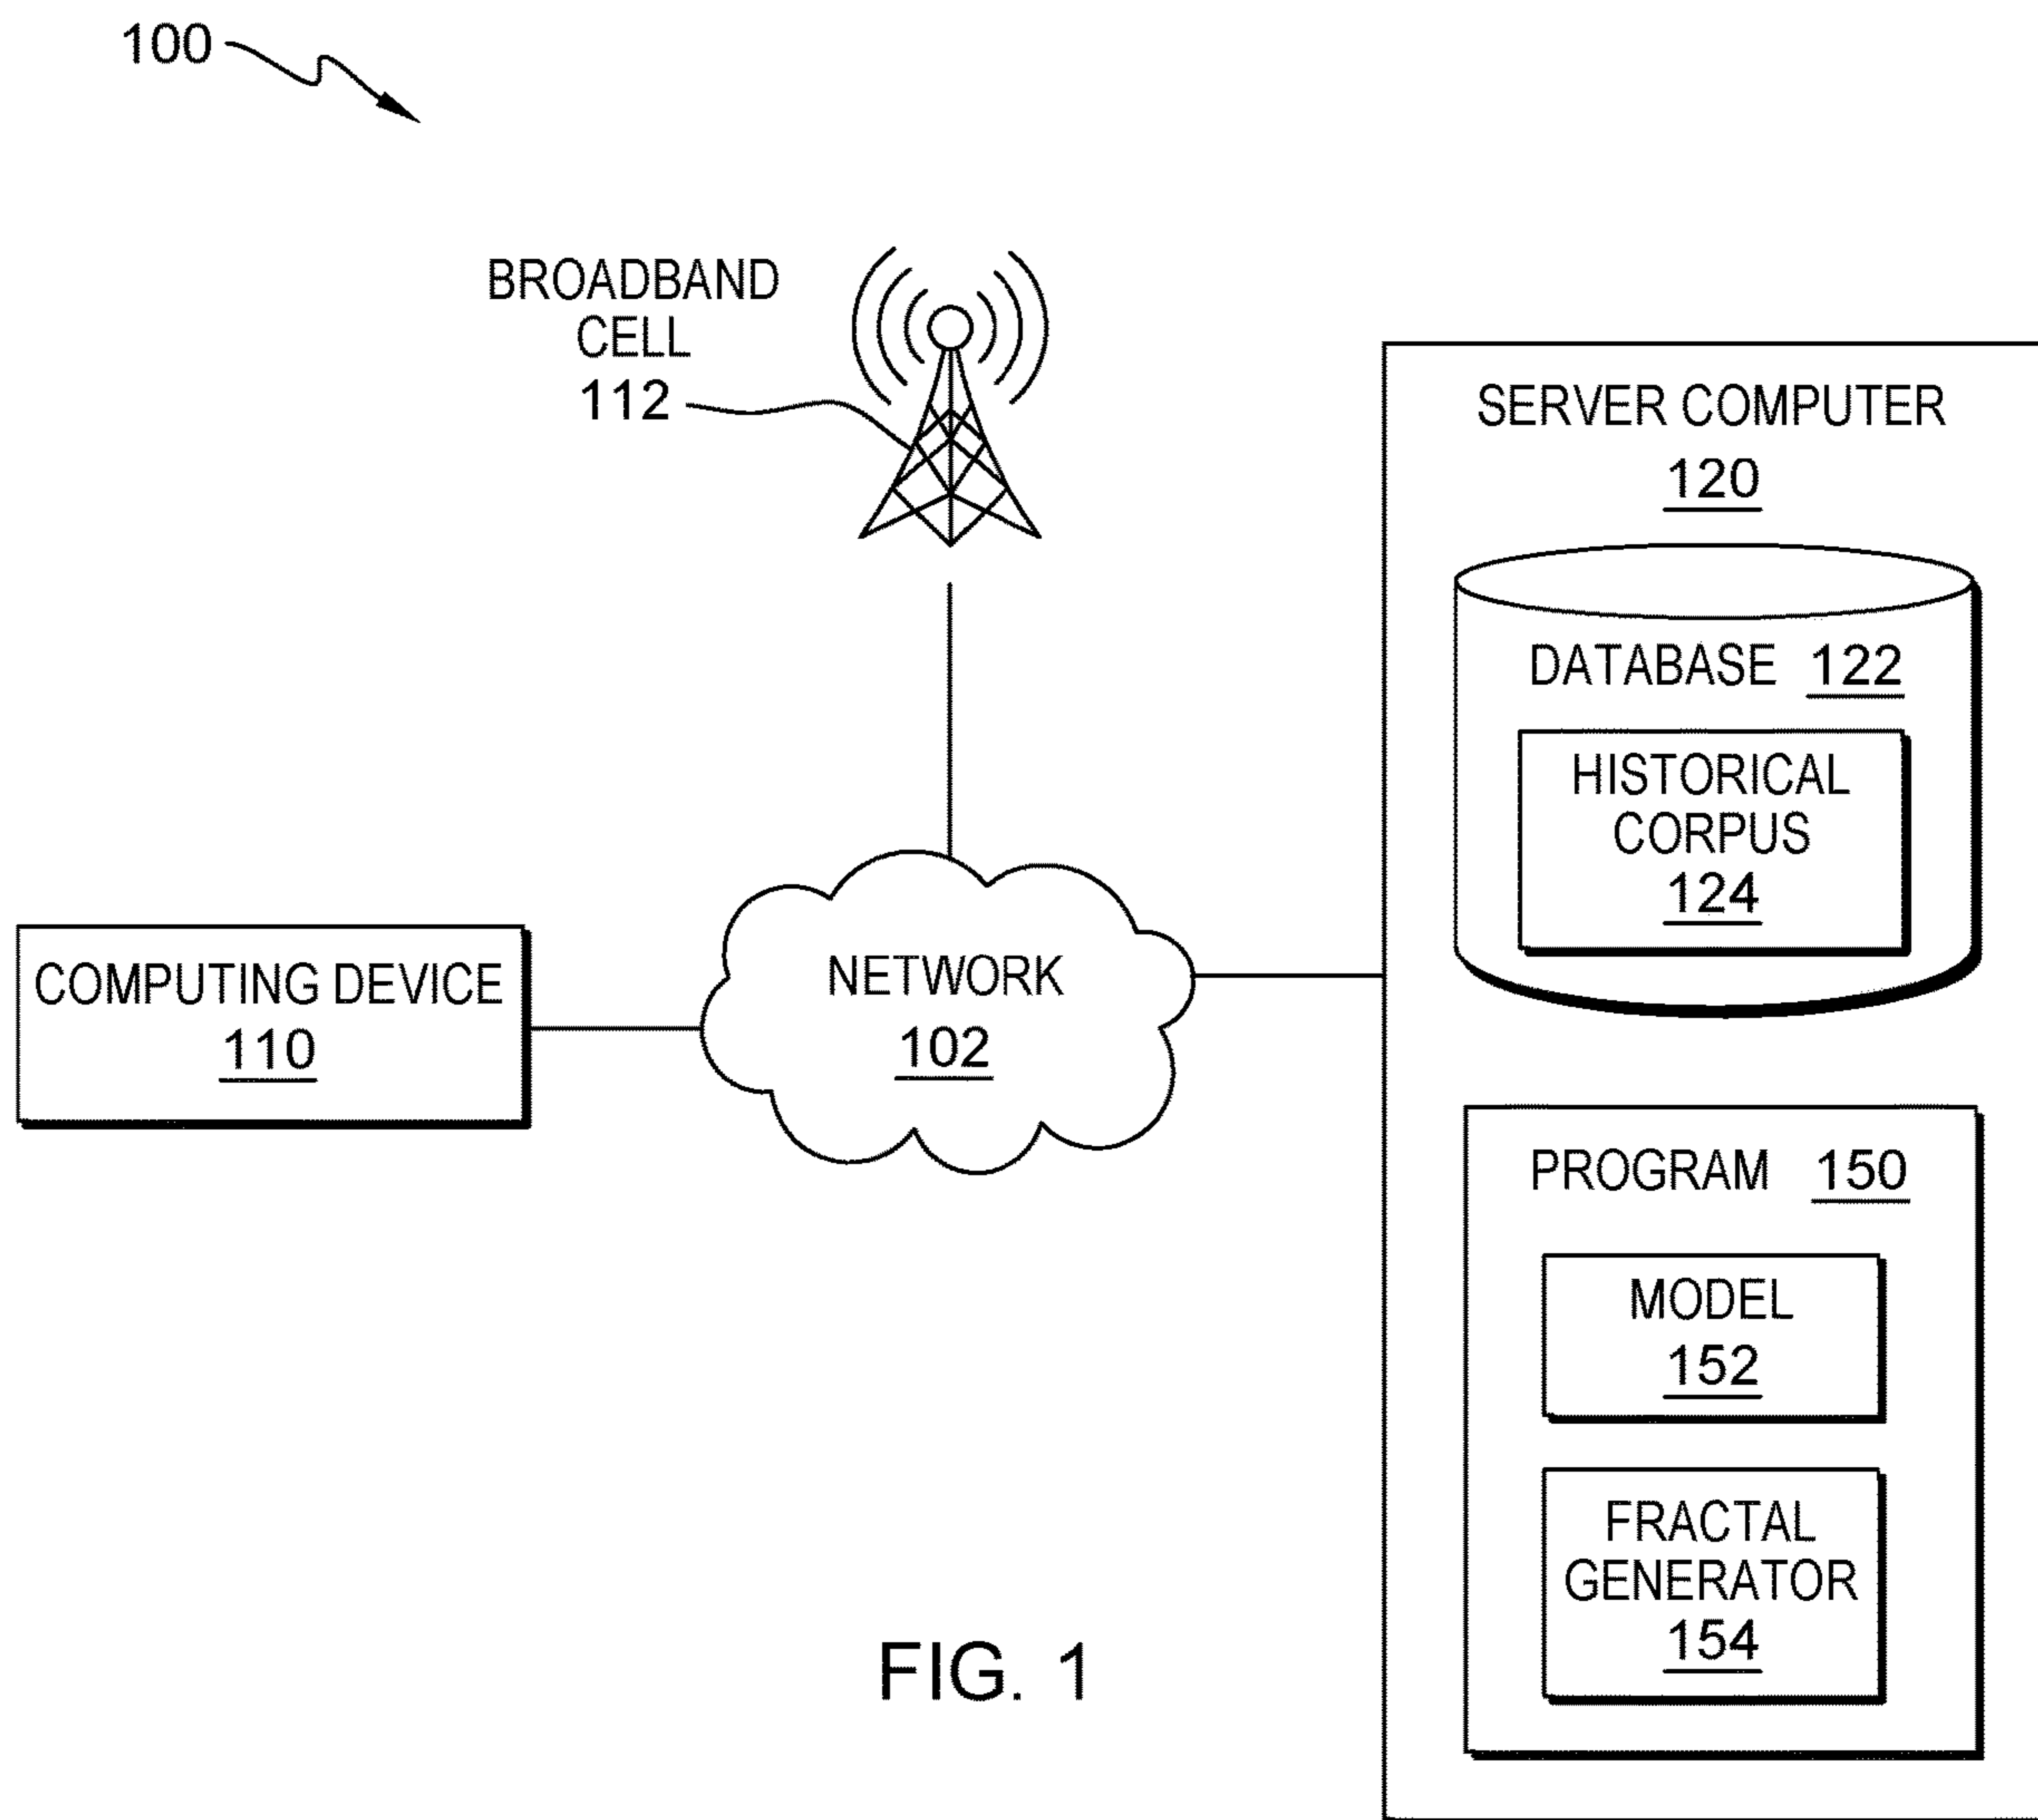 100
BROADBAND
CELL
112
SERVER COMPUTER
120
DATABASE 122
HISTORICAL
CORPUS
124
COMPUTING DEVICE
110
NETWORK
102
PROGRAM 150
MODEL
152
FRACTAL
GENERATOR
154
FIG. 1